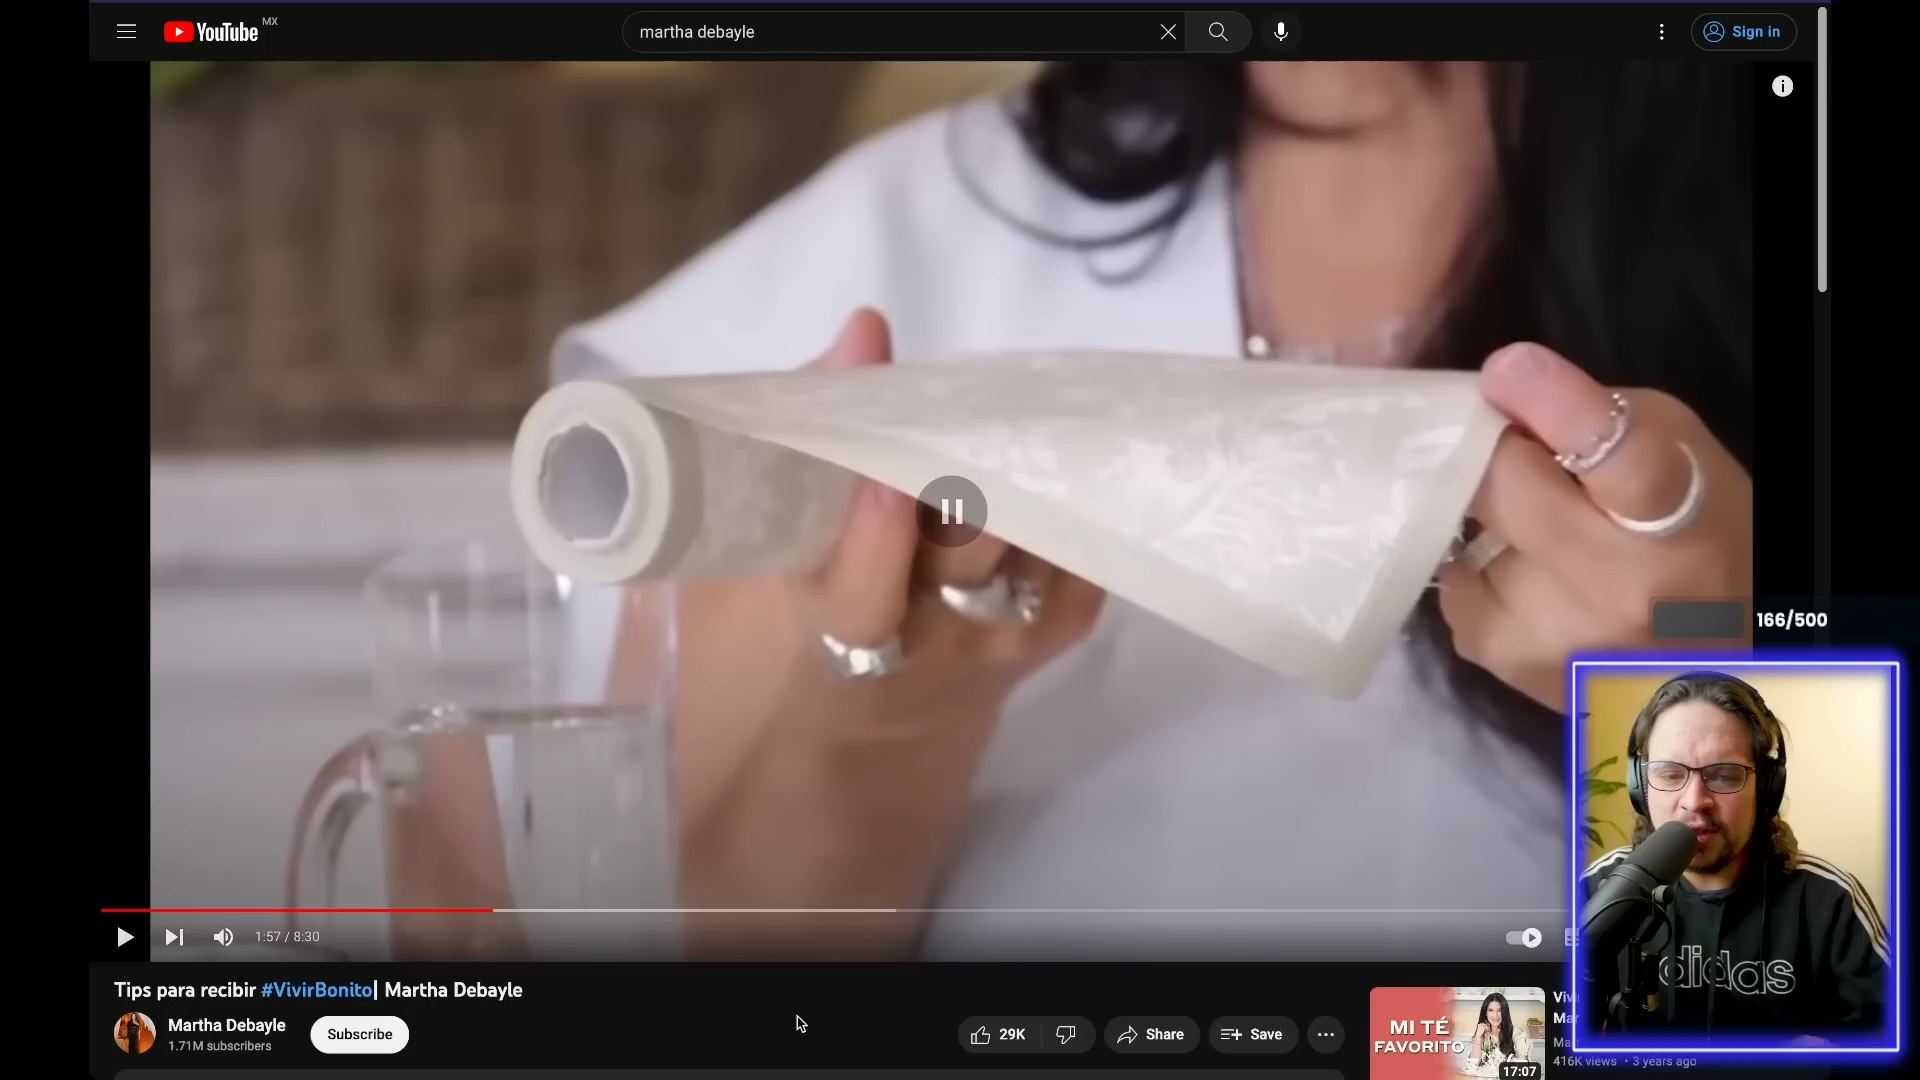 YouTube MX
martha debayle
Sign in
166/500
1:57 / 8:30
Tips para recibir #VivirBonito| Martha Debayle
Martha Debayle
1.71M subscribers
Subscribe
29K
Share
Save
MI TÉ
FAVORITO
17:07
416K views • 3 years ago
adidas